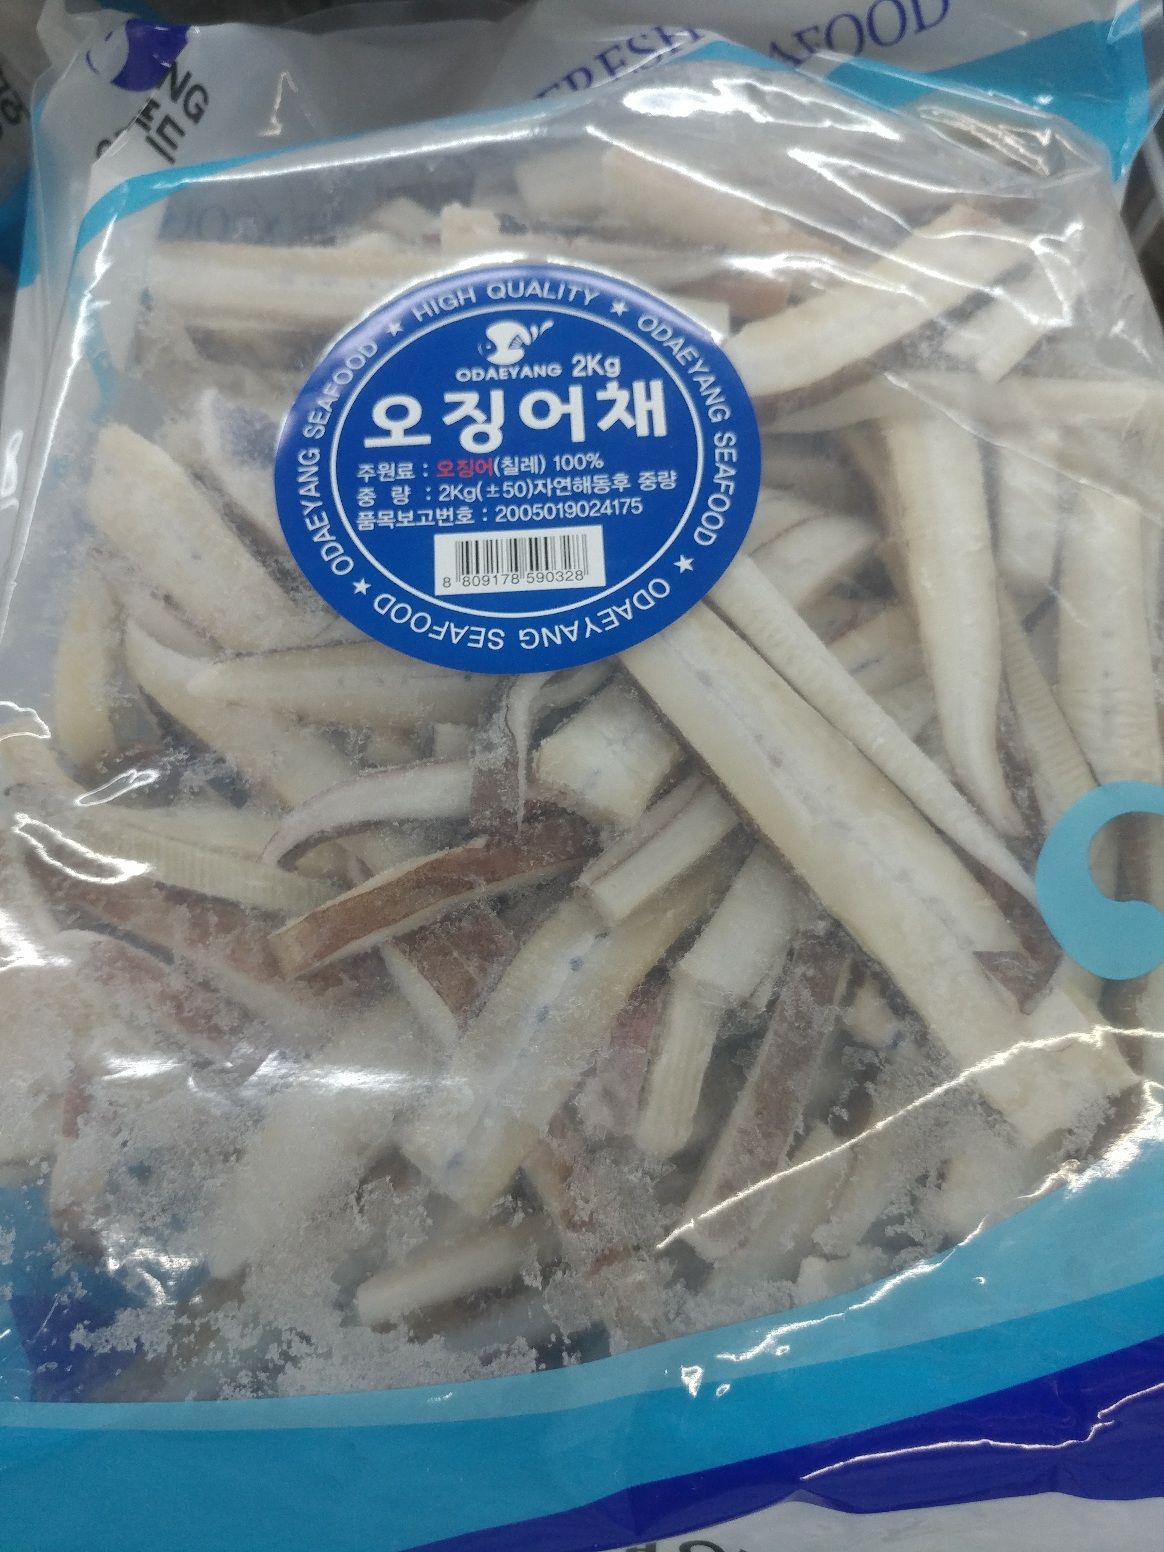 FRESH SEAFOOD
HIGH QUALITY ★ ODAEYANG SEAFOOD ★ ODAEYANG SEAFOOD ★ ODAEYANG SEAFOOD ★
ODAEYANG 2Kg
오징어채
주원료 : 오징어(칠레) 100%
중 량 : 2Kg(±50)자연해동후 중량
품목보고번호 : 2005019024175
8 809178 590328